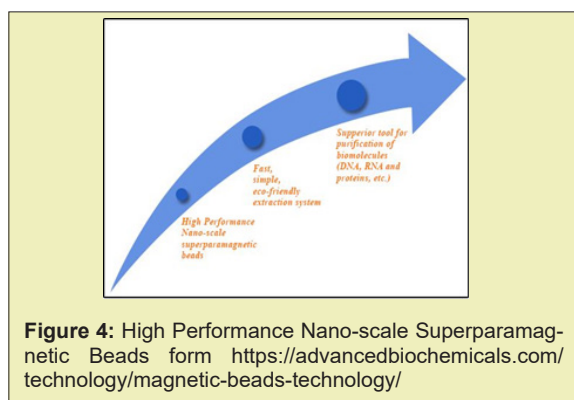 Supperior tool for
purification of
biomolecules
(DNA, RNA and
proteins, etc.)
Fast,
simple,
eco-friendly
extraction system
High Performance
Nano-scale
superparamagnetic
beads
Figure 4: High Performance Nano-scale Superparamag-
netic Beads form https://advancedbiochemicals.com/
technology/magnetic-beads-technology/